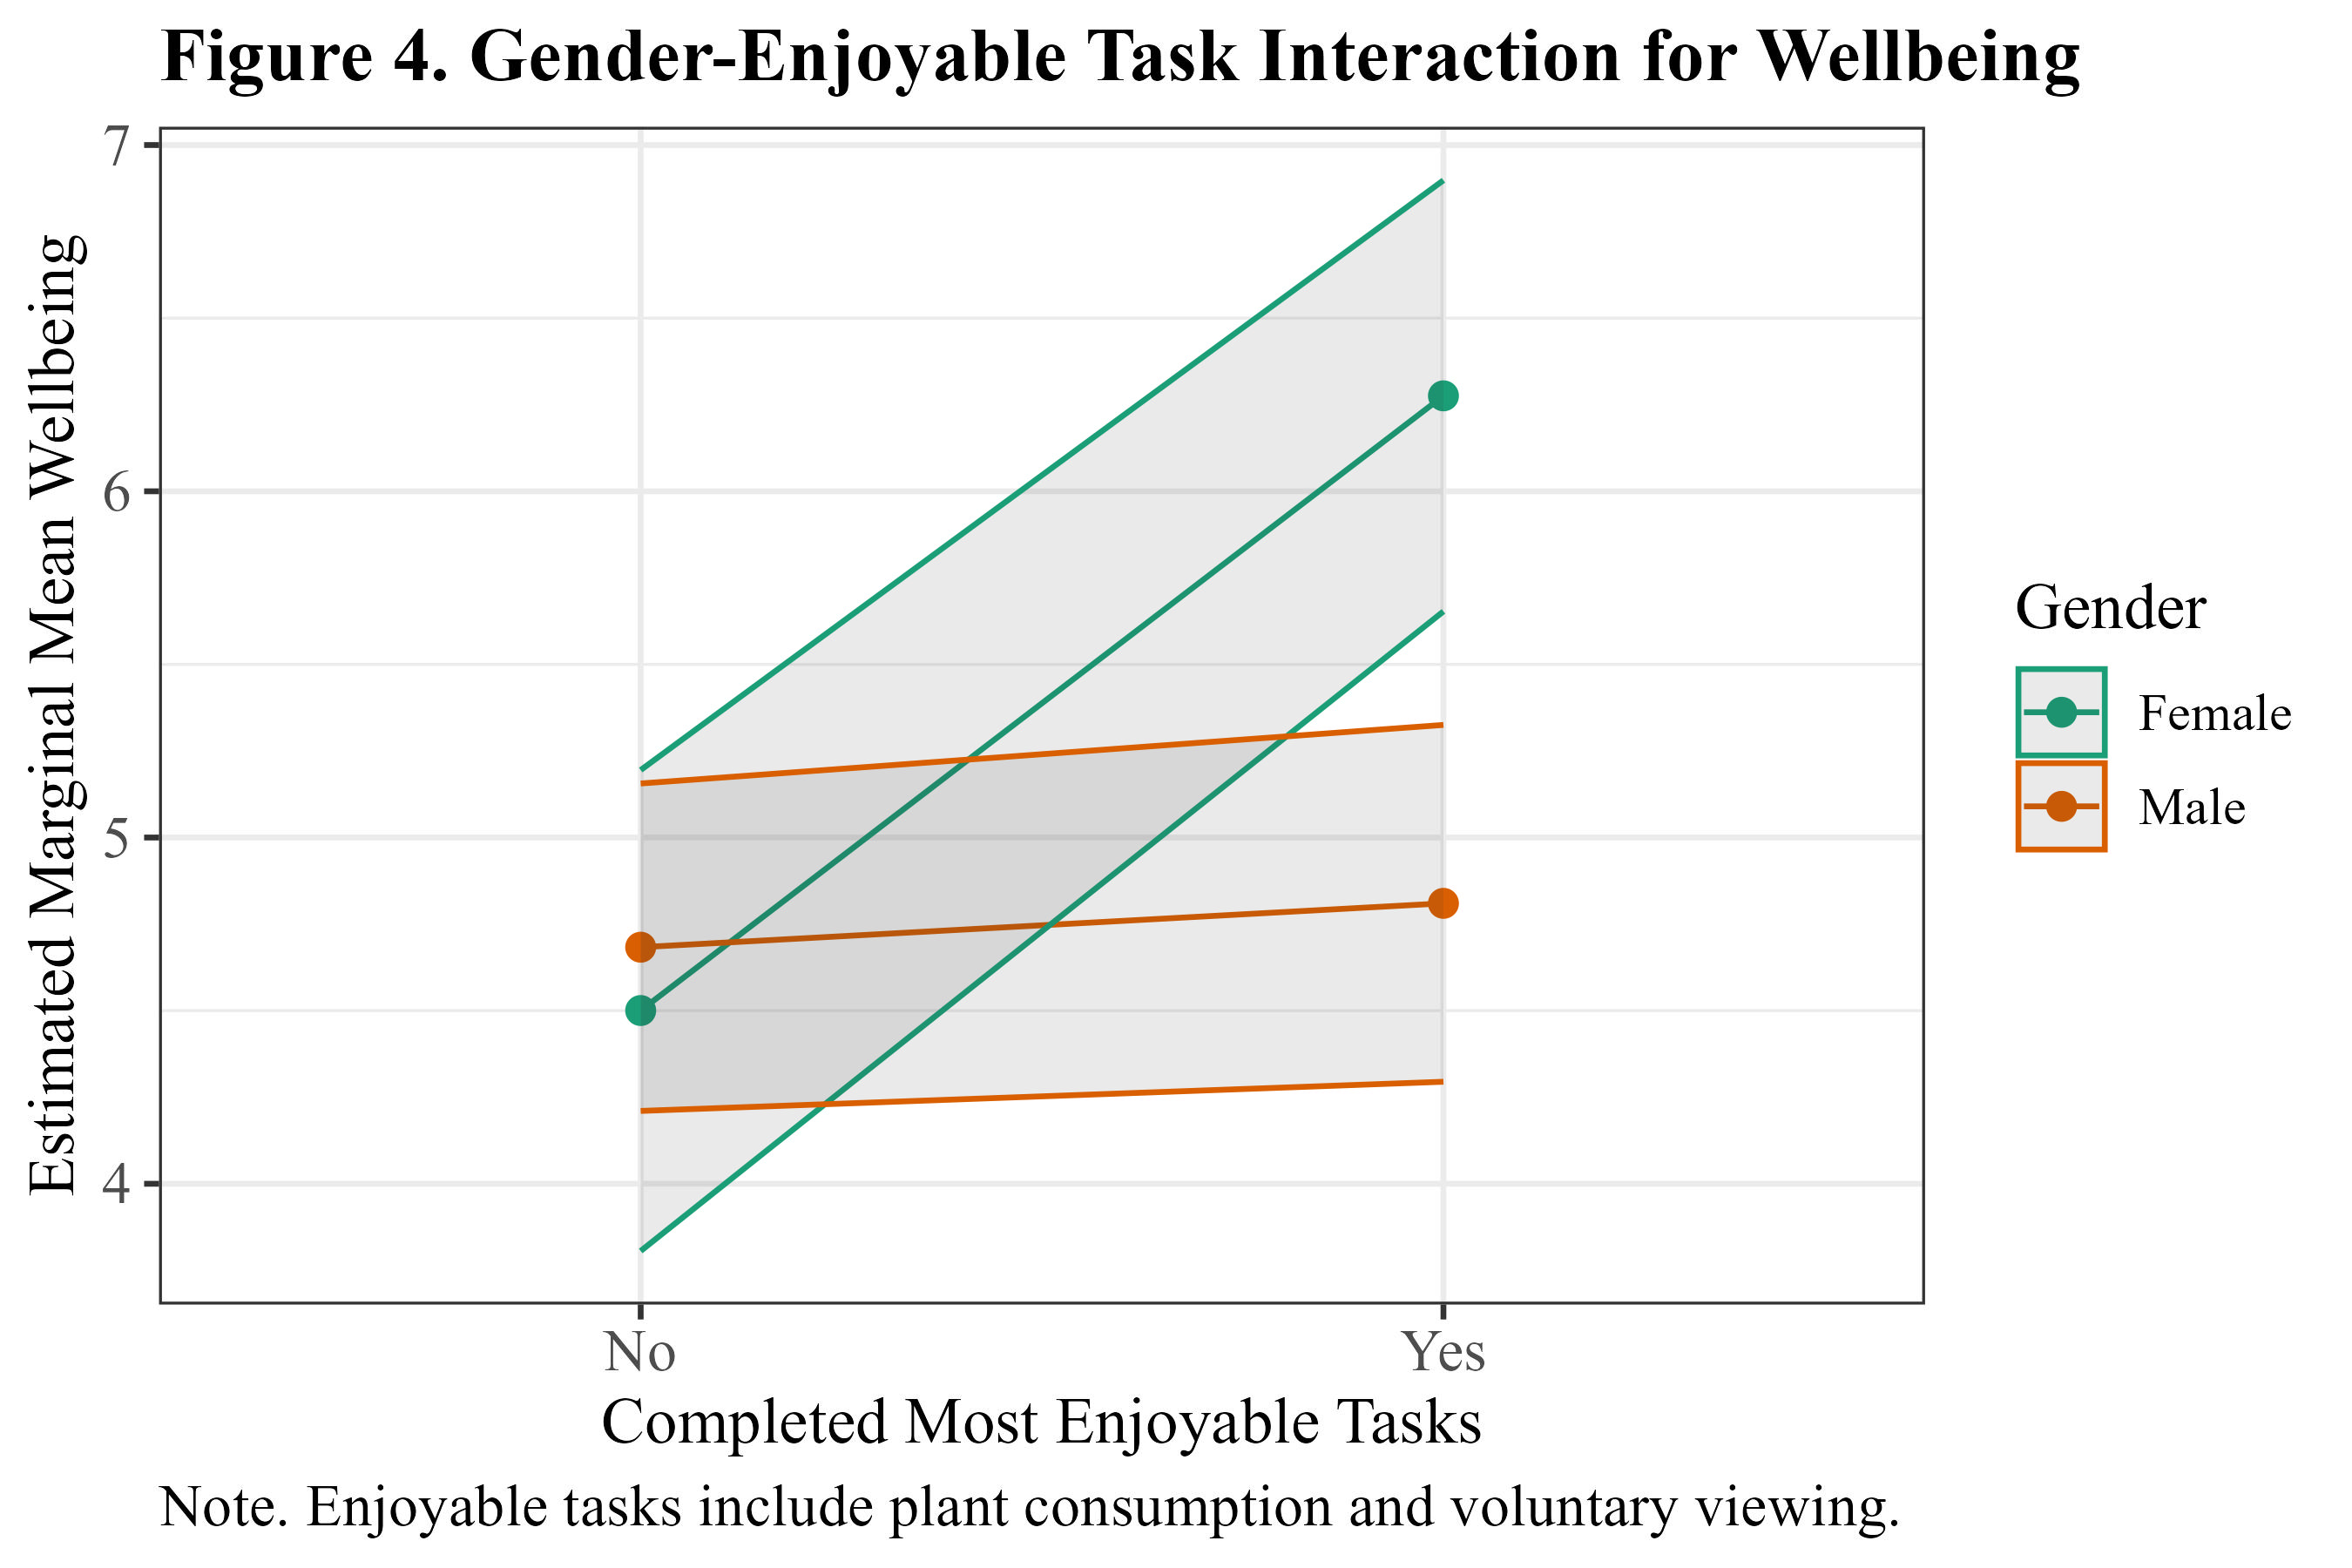 Figure 4. Gender-Enjoyable Task Interaction for Wellbeing
Estimated Marginal Mean Wellbeing
7
6
5
4
No
Yes
Completed Most Enjoyable Tasks
Gender
Female
Male
Note. Enjoyable tasks include plant consumption and voluntary viewing.